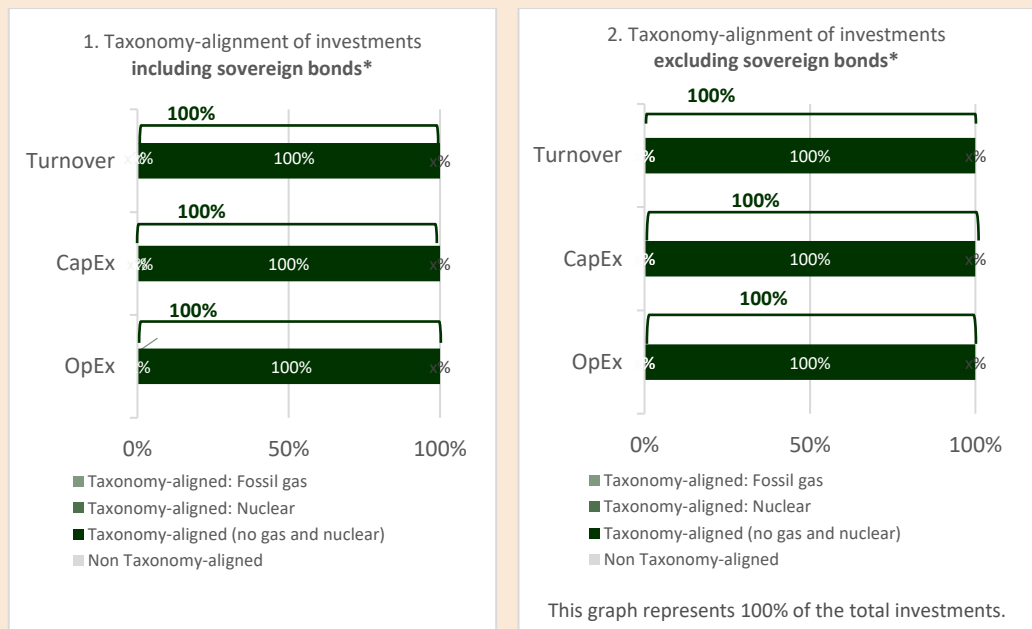 1. Taxonomy-alignment of investments
including sovereign bonds*
100%
Turnover
100%
x%
100%
CapEx
100%
x%
100%
OpEx
%
100%
x%
0%
50%
100%
Taxonomy-aligned: Fossil gas
Taxonomy-aligned: Nuclear
Taxonomy-aligned (no gas and nuclear)
Non Taxonomy-aligned
2. Taxonomy-alignment of investments
excluding sovereign bonds*
100%
Turnover
%
100%
x%
100%
CapEx
%
100%
x%
100%
OpEx
%
100%
x%
0%
50%
100%
Taxonomy-aligned: Fossil gas
Taxonomy-aligned: Nuclear
Taxonomy-aligned (no gas and nuclear)
Non Taxonomy-aligned
This graph represents 100% of the total investments.